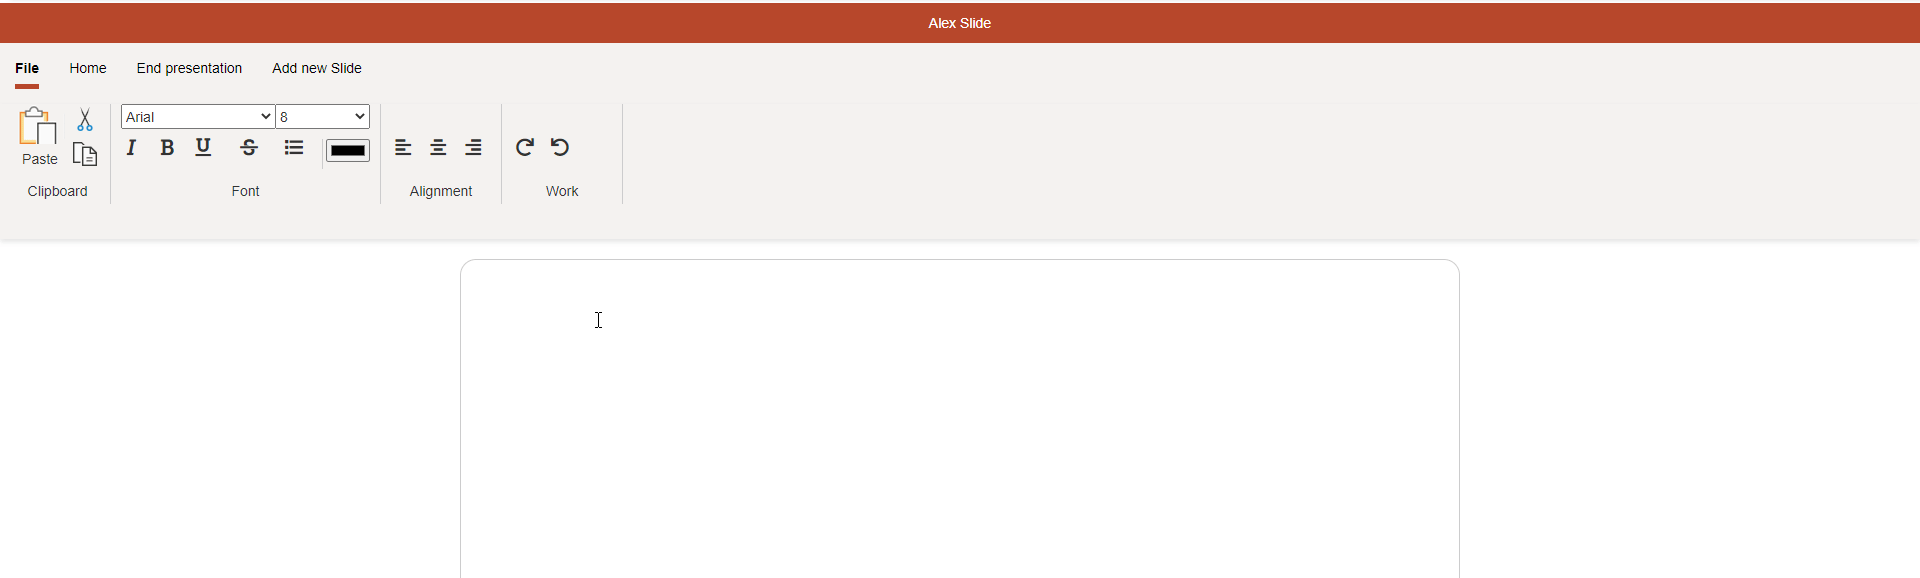 Alex Slide
File Home End presentation Add new Slide
Arial 8
I B U S
Paste
Clipboard Font Alignment Work